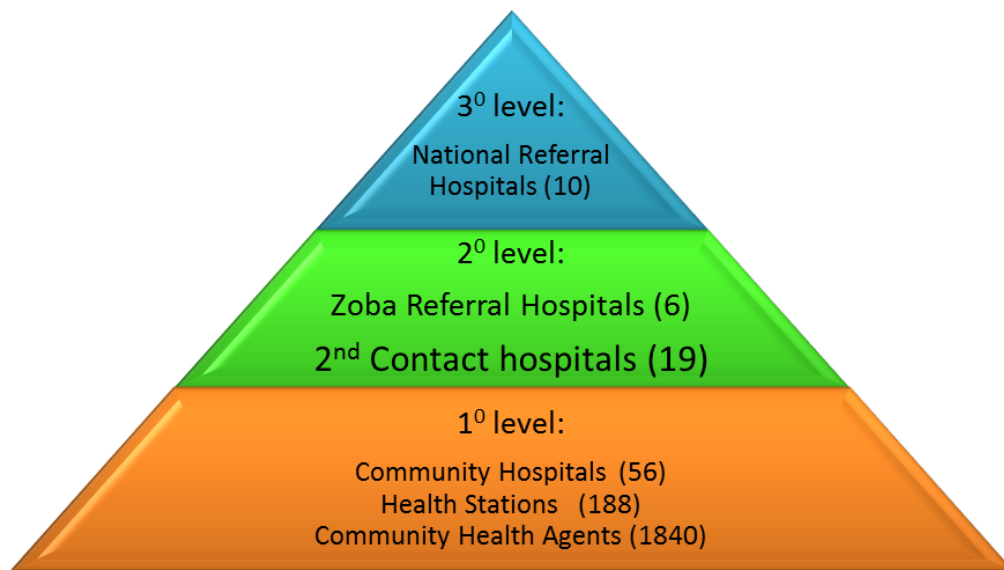 3⁰ level:
National Referral
Hospitals (10)
2⁰ level:
Zoba Referral Hospitals (6)
2ⁿᵈ Contact hospitals (19)
1⁰ level:
Community Hospitals (56)
Health Stations (188)
Community Health Agents (1840)